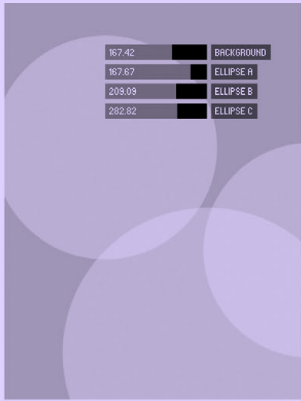 167.42 BACKGROUND
167.67 ELLIPSE A
209.09 ELLIPSE B
282.82 ELLIPSE C